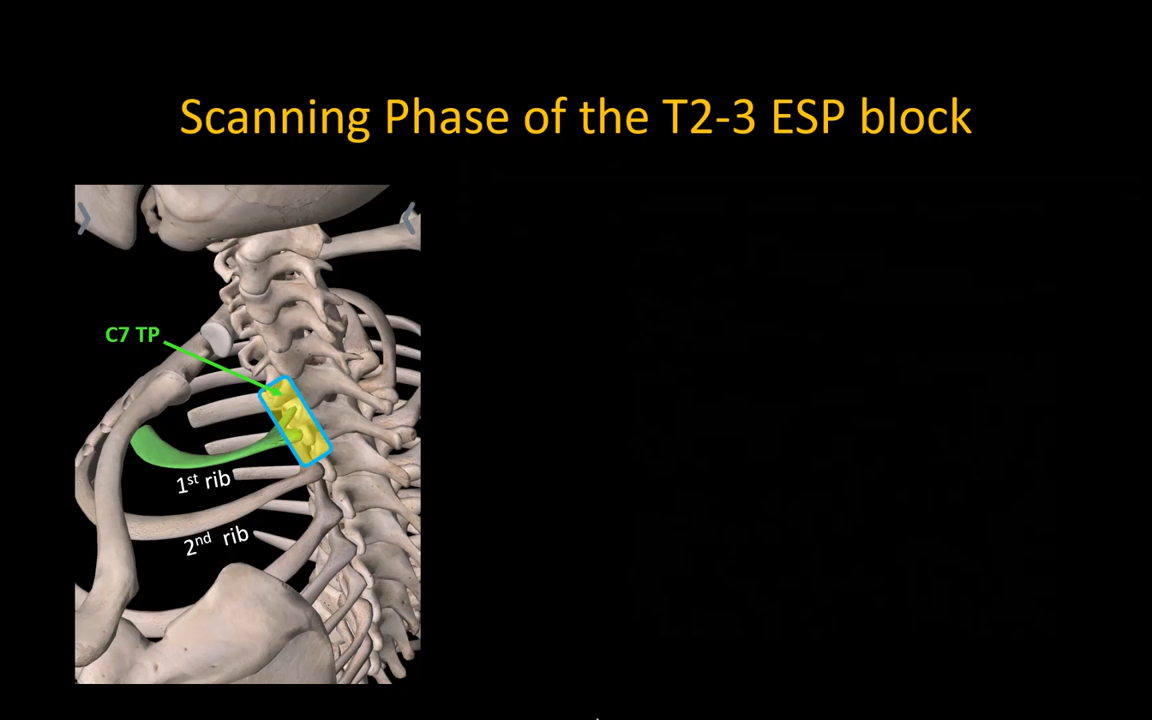 Scanning Phase of the T2-3 ESP block
C7 TP
1st rib
2nd rib